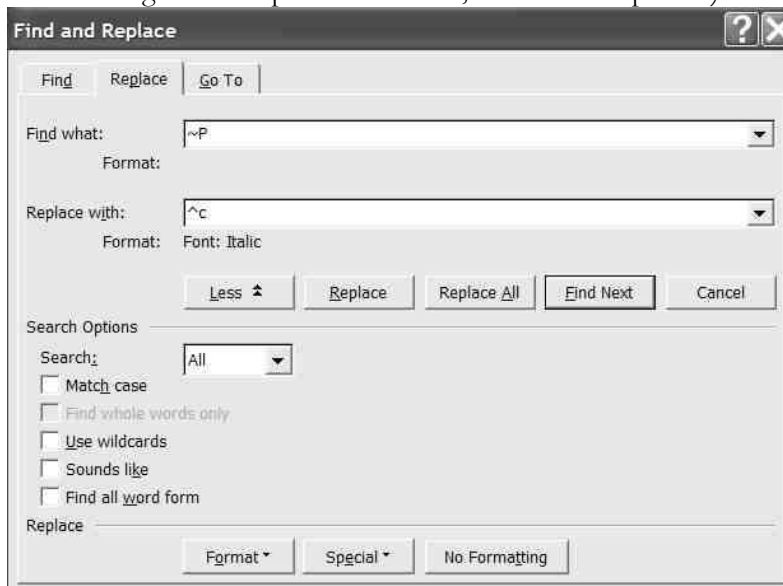 Find and Replace
Find Replace Go To
Find what: ~P
Format:
Replace with: ^c
Format: Font: Italic
Less Replace Replace All Find Next Cancel
Search Options
Search: All
Match case
Find whole words only
Use wildcards
Sounds like
Find all word form
Replace
Format Special No Formatting